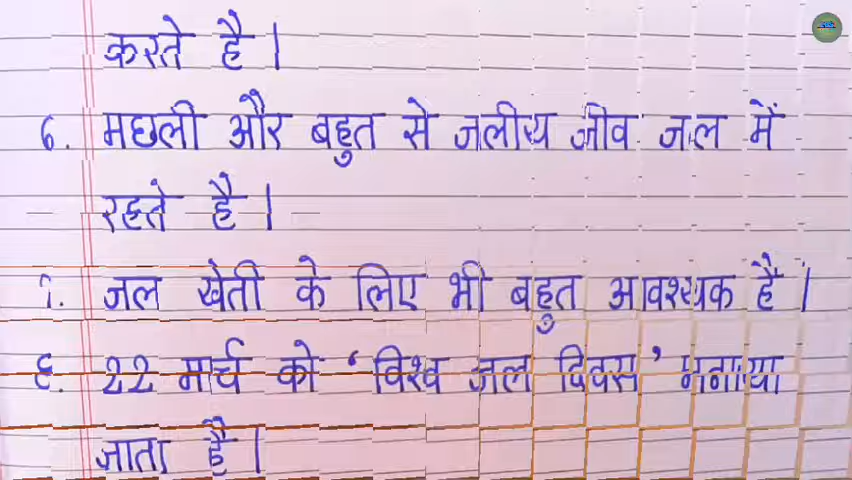 करते है।
6. मछली और बहुत से जलीय जीव जल में
रहते है।
7. जल खेती के लिए भी बहुत आवश्यक है।
8. 22 मार्च को ‘विश्व जल दिवस’ मनाया
जाता है।